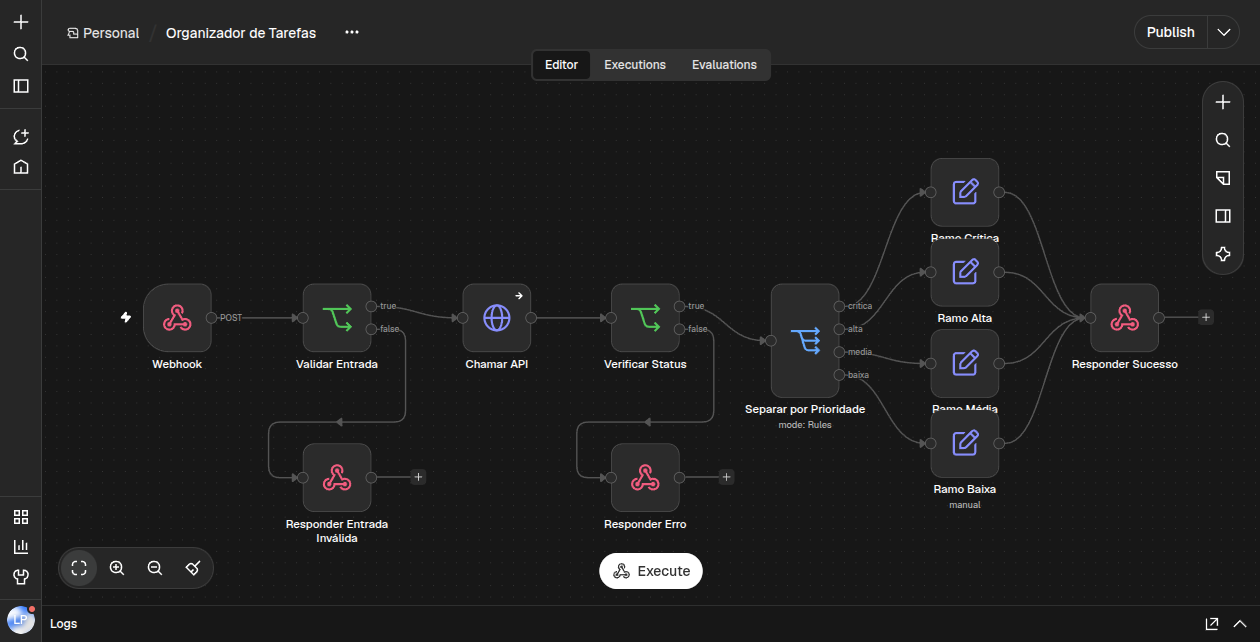 Personal / Organizador de Tarefas ...
Publish
Editor Executions Evaluations
Ramo Crítica
Ramo Alta
Ramo Média
Ramo Baixa
manual
POST
true
false
true
false
crítica
alta
media
baixa
Webhook
Validar Entrada
Chamar API
Verificar Status
Separar por Prioridade
mode: Rules
Responder Sucesso
Responder Entrada
Inválida
Responder Erro
Execute
LP
Logs